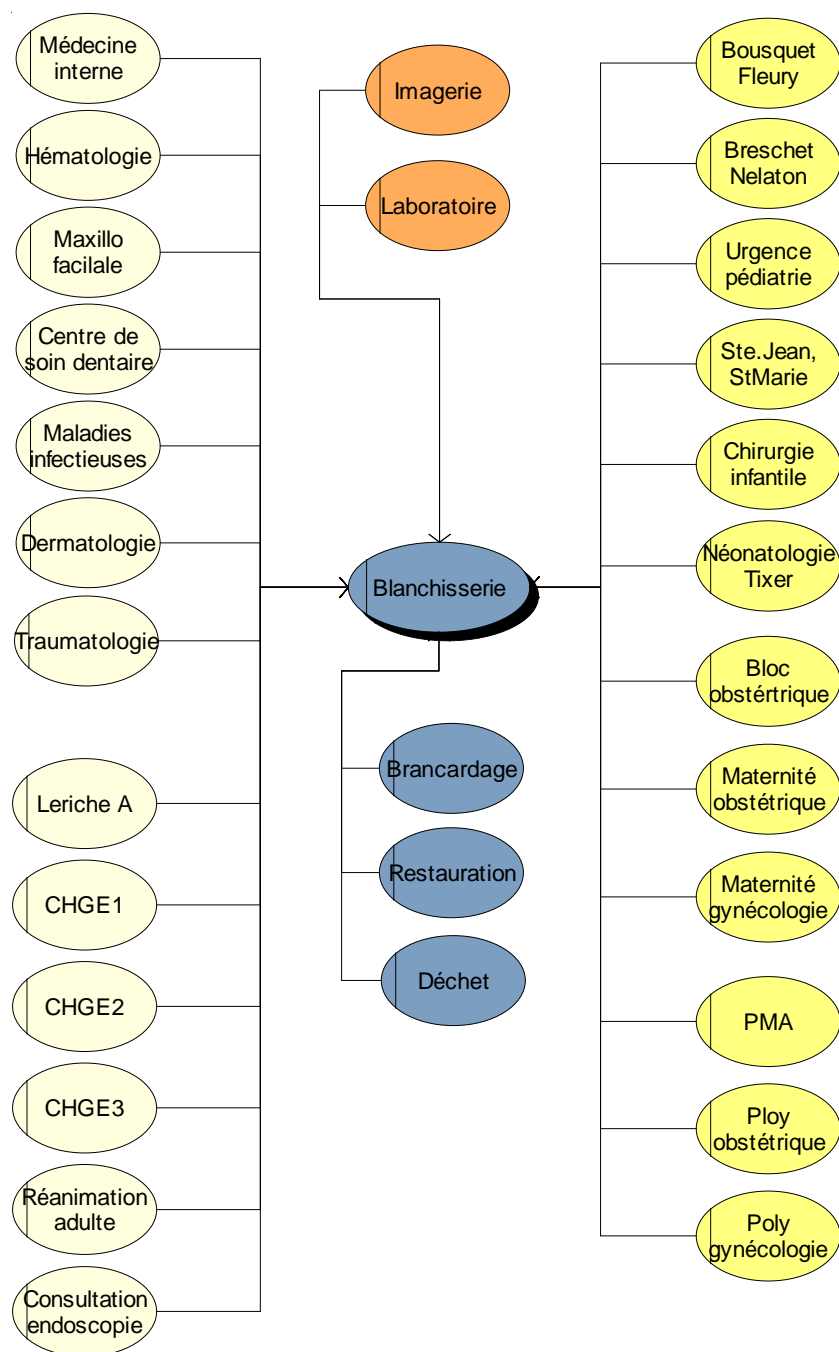 Médecine
interne
Hématologie
Maxillo
facilale
Centre de
soin dentaire
Maladies
infectieuses
Dermatologie
Traumatologie
Leriche A
CHGE1
CHGE2
CHGE3
Réanimation
adulte
Consultation
endoscopie
Imagerie
Laboratoire
Blanchisserie
Brancardage
Restauration
Déchet
Bousquet
Fleury
Breschet
Nelaton
Urgence
pédiatrie
Ste.Jean,
StMarie
Chirurgie
infantile
Néonatologie
Tixer
Bloc
obstértrique
Maternité
obstétrique
Maternité
gynécologie
PMA
Ploy
obstétrique
Poly
gynécologie